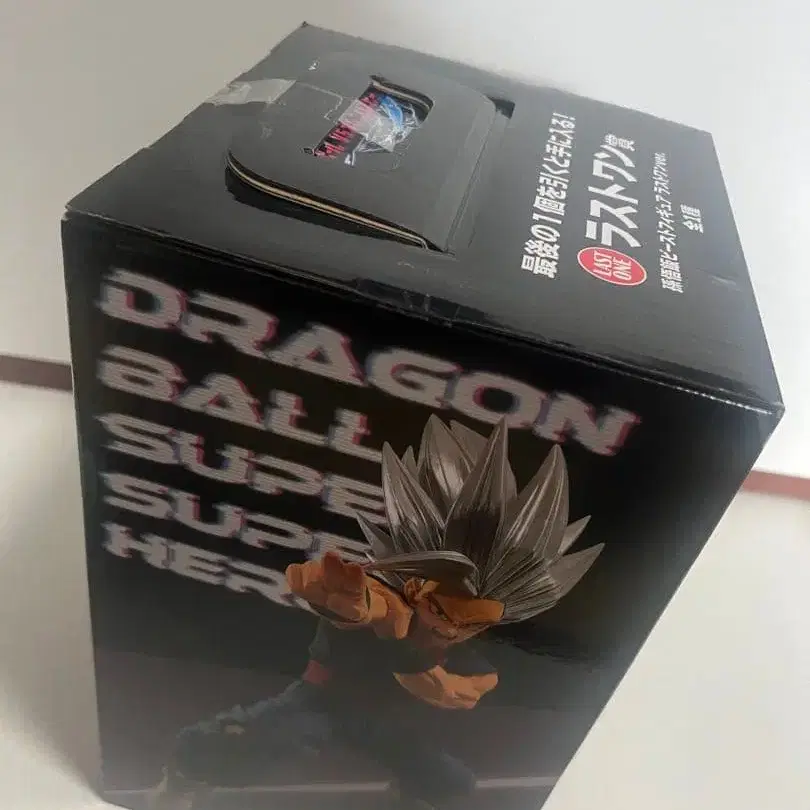 最後の1個を引くと手に入る!
LAST
ONE
ラストワン賞
孫悟飯ビーストフィギュア ラストワンver.
全1種
DRAGON
BALL
SUPE
SUPE
HER